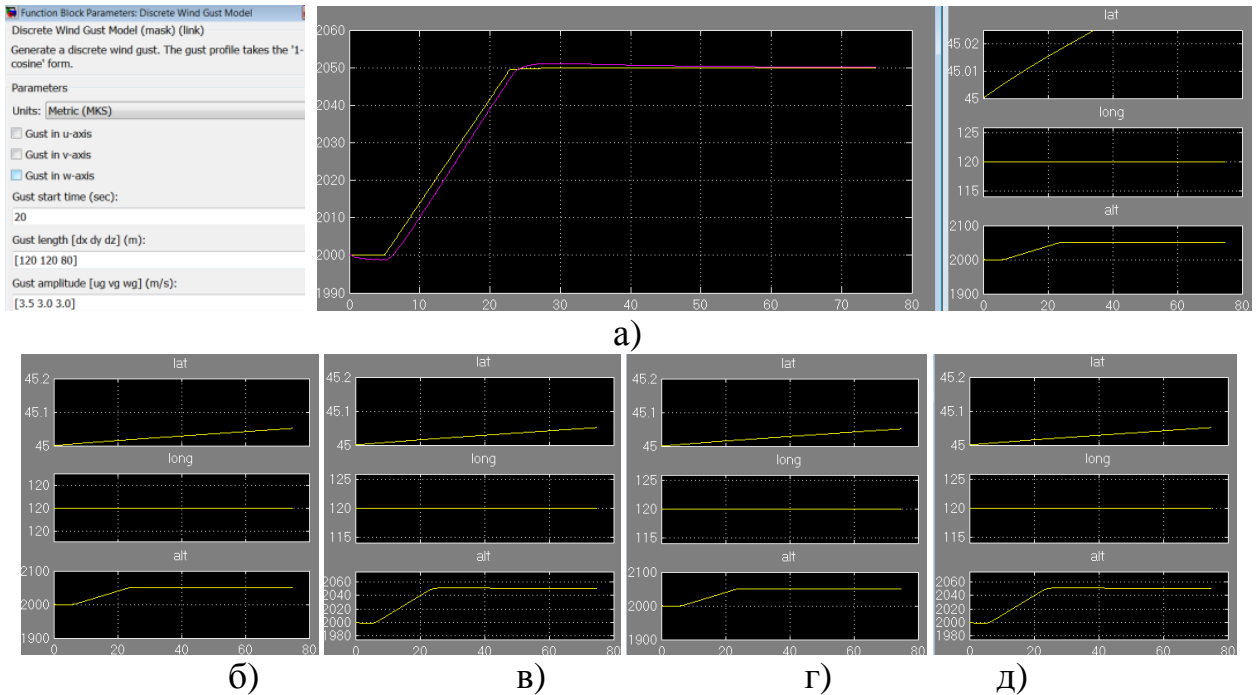 Function Block Parameters: Discrete Wind Gust Model
Discrete Wind Gust Model (mask) (link)
Generate a discrete wind gust. The gust profile takes the '1-
cosine' form.
Parameters
Units: Metric (MKS)
Gust in u-axis
Gust in v-axis
Gust in w-axis
Gust start time (sec):
20
Gust length [dx dy dz] (m):
[120 120 80]
Gust amplitude [ug vg wg] (m/s):
[3.5 3.0 3.0]
2060
2050
2040
2030
2020
2010
2000
1990
0 10 20 30 40 50 60 70 80
lat
45.02
45.01
45
long
125
120
115
alt
2100
2000
1900
0 20 40 60 80
а)
lat
45.2
45.1
45
long
120
120
120
alt
2100
2000
1900
0 20 40 60 80
б)
lat
45.2
45.1
45
long
125
120
115
alt
2060
2040
2020
2000
1980
0 20 40 60 80
в)
lat
45.2
45.1
45
long
125
120
115
alt
2100
2000
1900
0 20 40 60 80
г)
lat
45.2
45.1
45
long
125
120
115
alt
2060
2040
2020
2000
1980
0 20 40 60 80
д)